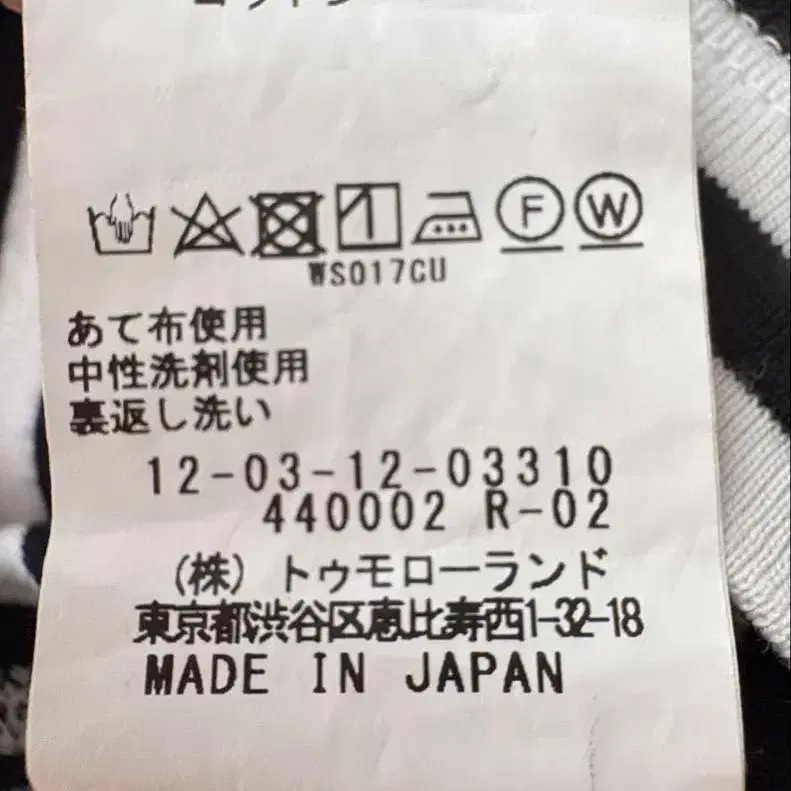 F W
WS017CU
あて布使用
中性洗剤使用
裏返し洗い
12-03-12-03310
440002 R-02
(株) トゥモローランド
東京都渋谷区恵比寿西1-32-18
MADE IN JAPAN